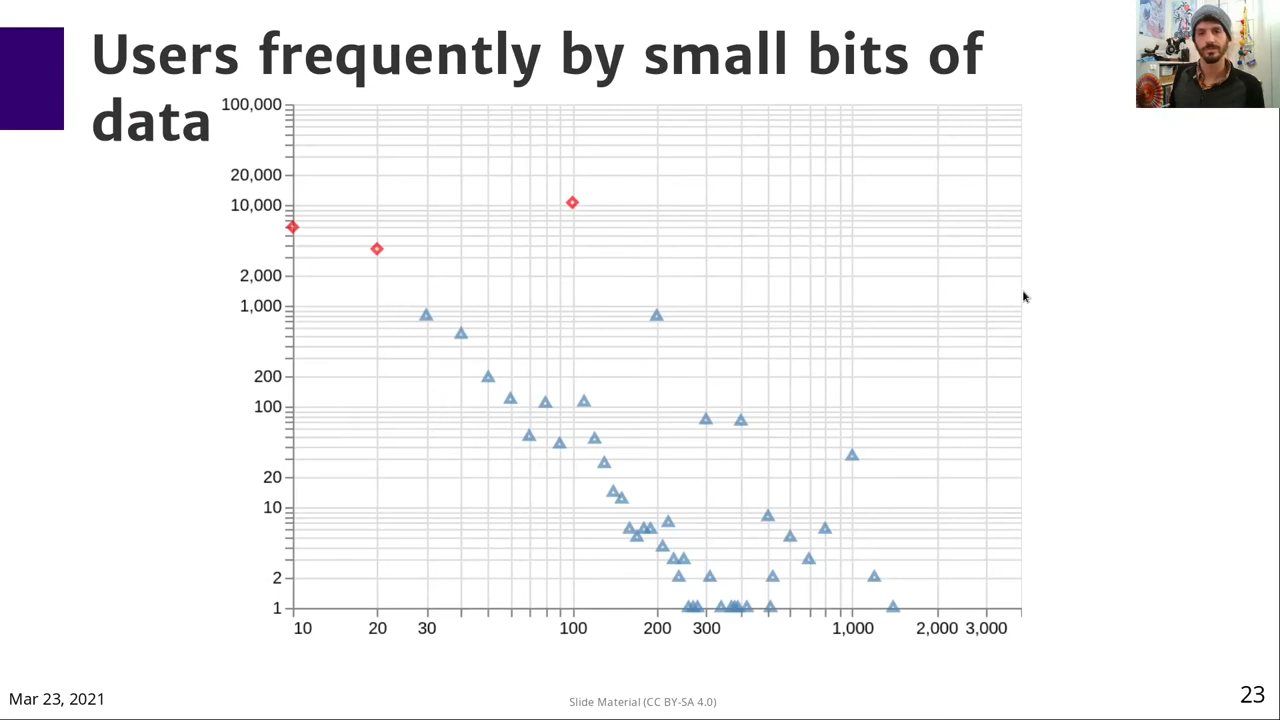 Users frequently by small bits of
data
100,000
20,000
10,000
2,000
1,000
200
100
20
10
2
1
10 20 30 100 200 300 1,000 2,000 3,000
Mar 23, 2021
Slide Material (CC BY-SA 4.0)
23